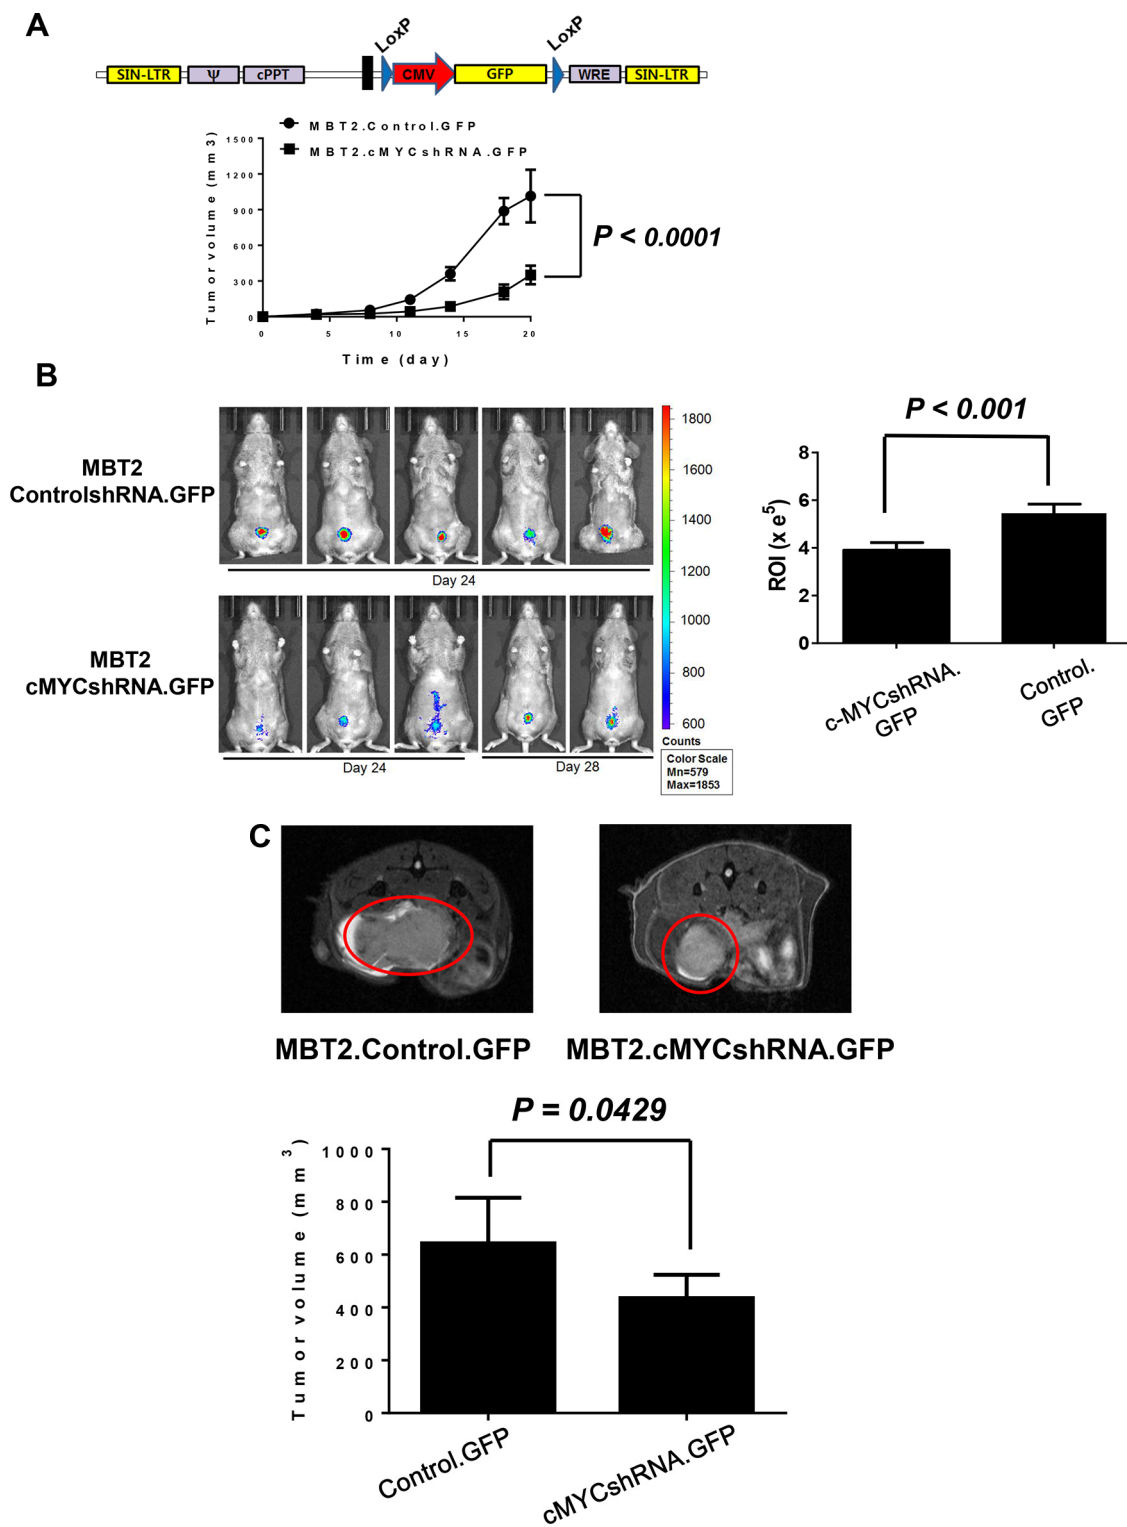 A
LoxP
LoxP
SIN-LTR
Ψ
cPPT
CMV
GFP
WRE
SIN-LTR
MBT2.Control.GFP
MBT2.cMYCshRNA.GFP
Tumor volume (mm3)
1500
1200
900
600
300
0
0
5
10
15
20
Time (day)
P < 0.0001
B
MBT2
ControlshRNA.GFP
Day 24
MBT2
cMYCshRNA.GFP
Day 24
Day 28
1800
1600
1400
1200
1000
800
600
Counts
Color Scale
Mn=579
Max=1853
P < 0.001
ROI (x e5)
8
6
4
2
0
c-MYCshRNA.
GFP
Control.
GFP
C
MBT2.Control.GFP
MBT2.cMYCshRNA.GFP
P = 0.0429
Tumor volume (mm3)
1000
800
600
400
200
0
Control.GFP
cMYCshRNA.GFP